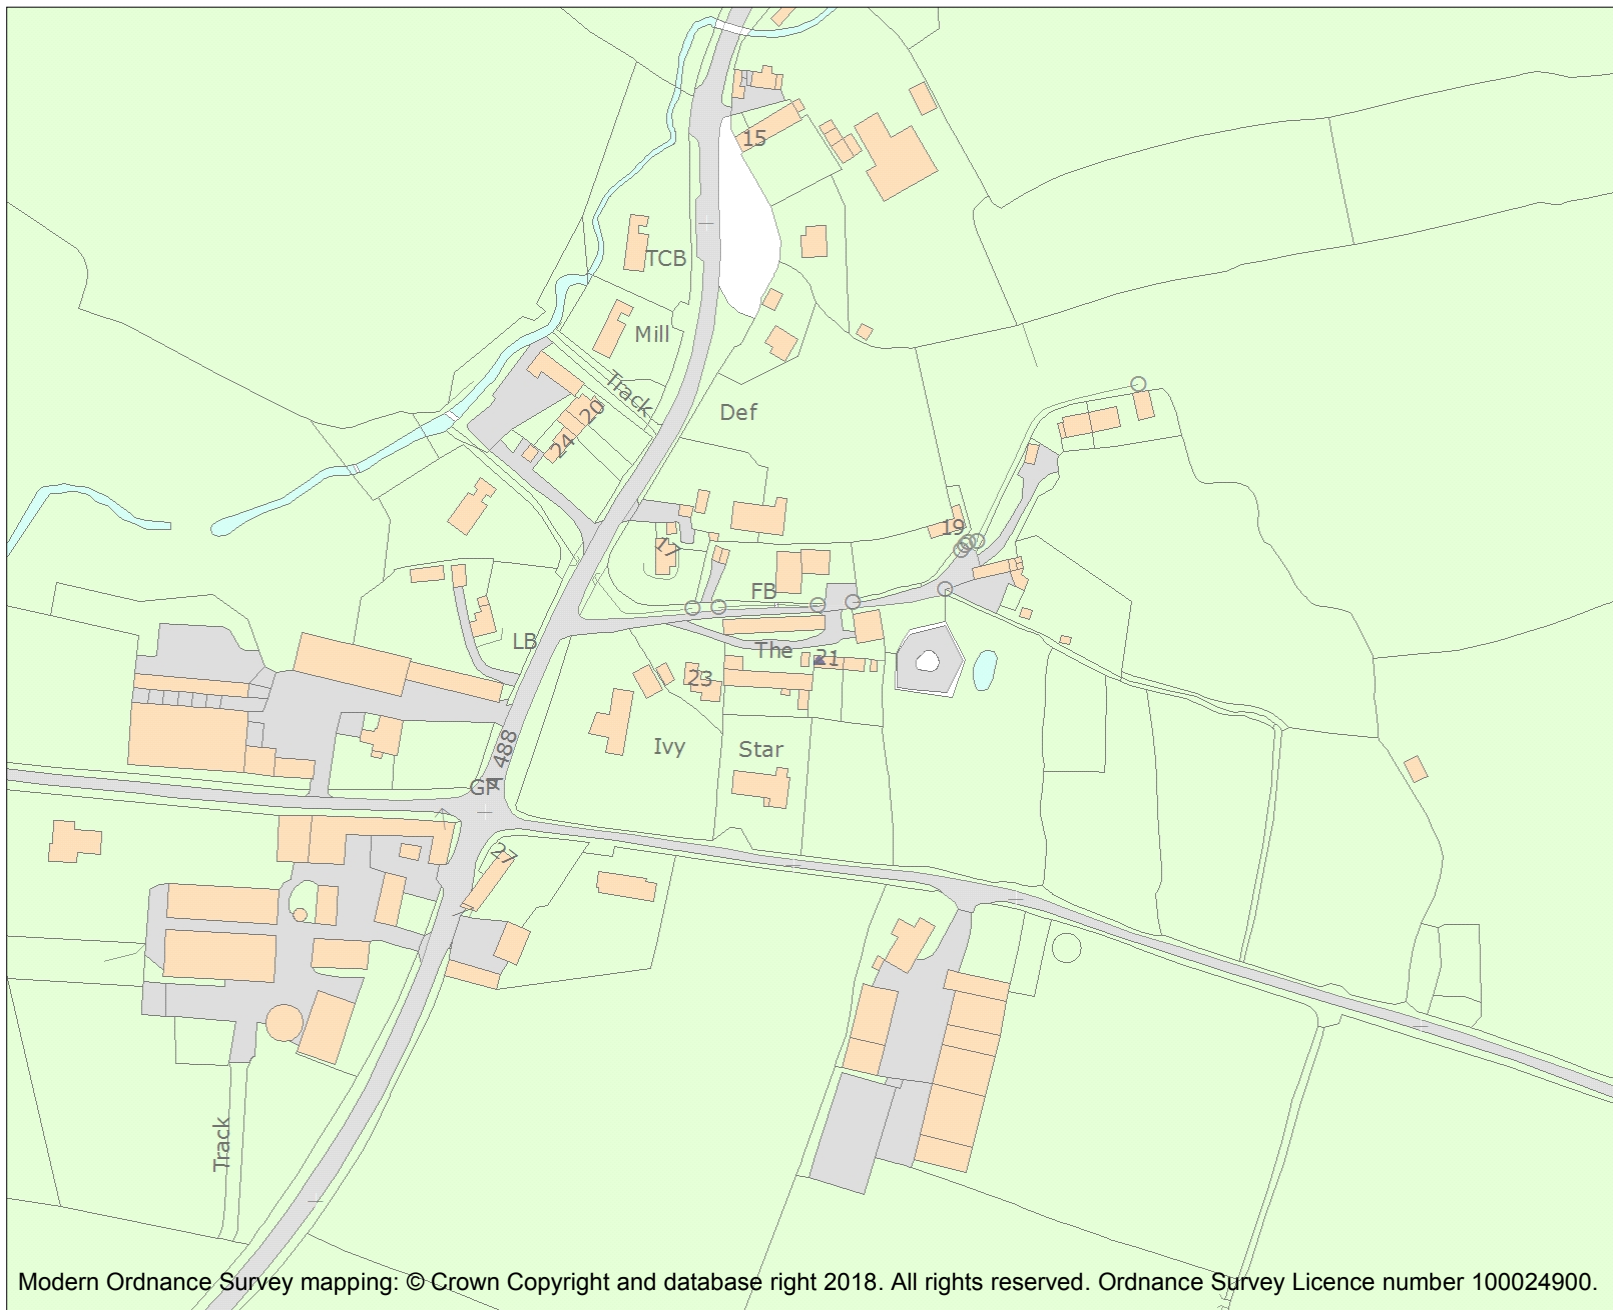 15
TCB
Mill
Track
20
24
Def
17
19
FB
LB
The
21
23
A 488
Ivy
Star
GP
27
Track
Modern Ordnance Survey mapping: © Crown Copyright and database right 2018. All rights reserved. Ordnance Survey Licence number 100024900.